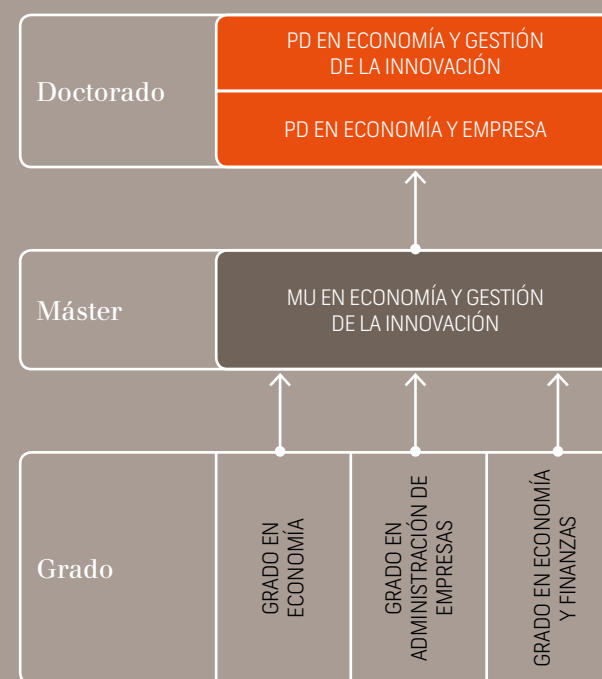 Doctorado
PD EN ECONOMÍA Y GESTIÓN
DE LA INNOVACIÓN
PD EN ECONOMÍA Y EMPRESA
Máster
MU EN ECONOMÍA Y GESTIÓN
DE LA INNOVACIÓN
Grado
GRADO EN
ECONOMÍA
GRADO EN
ADMINISTRACIÓN DE
EMPRESAS
GRADO EN ECONOMÍA
Y FINANZAS